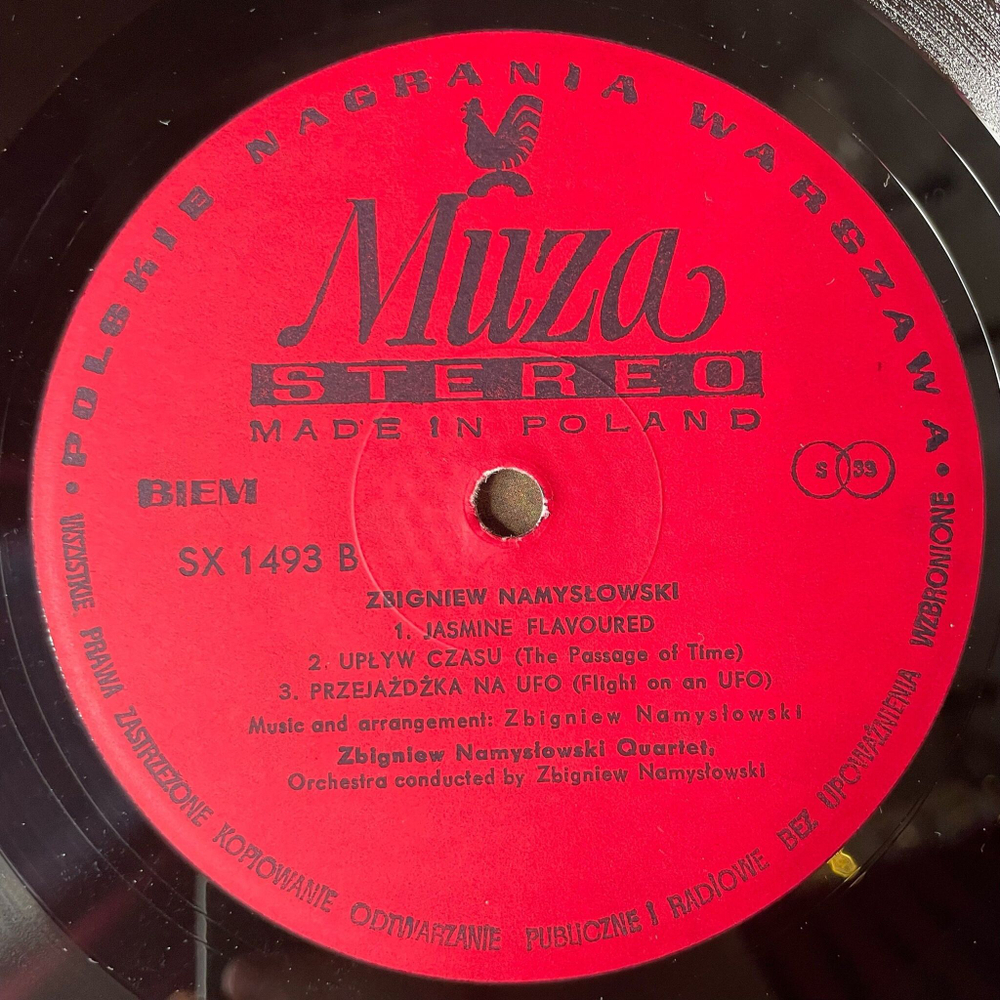 • POLSKIE NAGRANIA WARSZAWA •
Muza
STEREO
MADE IN POLAND
BIEM
S 33
SX 1493 B
ZBIGNIEW NAMYSŁOWSKI
1. JASMINE FLAVOURED
2. UPŁYW CZASU (The Passage of Time)
3. PRZEJAŻDŻKA NA UFO (Flight on an UFO)
Music and arrangement: Zbigniew Namysłowski
Zbigniew Namysłowski Quartet,
Orchestra conducted by Zbigniew Namysłowski
WSZYSTKIE PRAWA ZASTRZEŻONE KOPIOWANIE ODTWARZANIE PUBLICZNE I RADIOWE BEZ UPOWAŻNIENIA WZBRONIONE